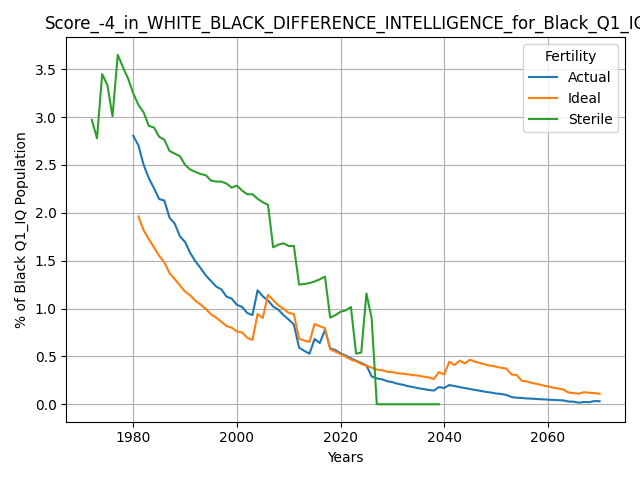 Score_-4_in_WHITE_BLACK_DIFFERENCE_INTELLIGENCE_for_Black_Q1_IQ
Fertility
Actual
Ideal
Sterile
% of Black Q1_IQ Population
3.5
3.0
2.5
2.0
1.5
1.0
0.5
0.0
1980 2000 2020 2040 2060
Years